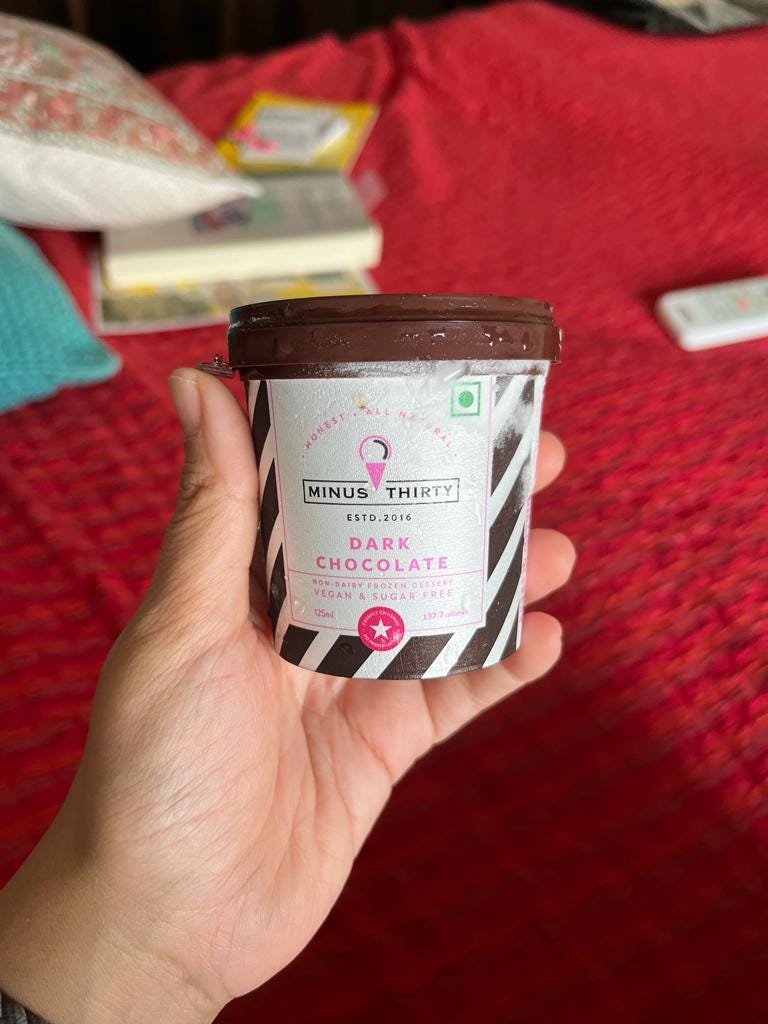 HONEST • ALL NATURAL
MINUS THIRTY
ESTD.2016
DARK
CHOCOLATE
NON-DAIRY FROZEN DESSERT
VEGAN & SUGAR FREE
125ml
137.7 calories